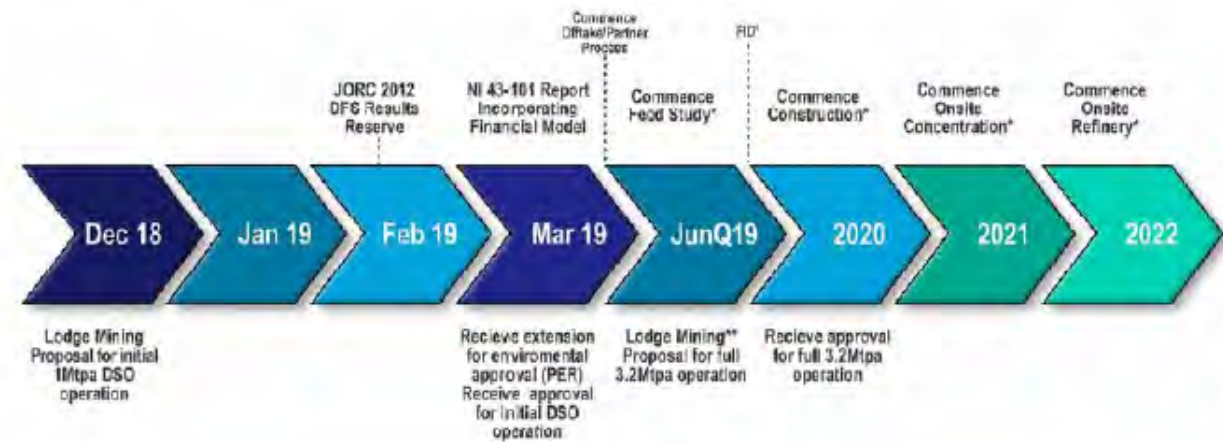 Commence
Offtake/Partner
Process
FID*
JORC 2012
DFS Results
Reserve
NI 43-101 Report
Incorporating
Financial Model
Commence
Feed Study*
Commence
Construction*
Commence
Onsite
Concentration*
Commence
Onsite
Refinery*
Dec 18
Jan 19
Feb 19
Mar 19
JunQ19
2020
2021
2022
Lodge Mining
Proposal for initial
1Mtpa DSO
operation
Recieve extension
for enviromental
approval (PER)
Receive approval
for Initial DSO
operation
Lodge Mining**
Proposal for full
3.2Mtpa operation
Recieve approval
for full 3.2Mtpa
operation